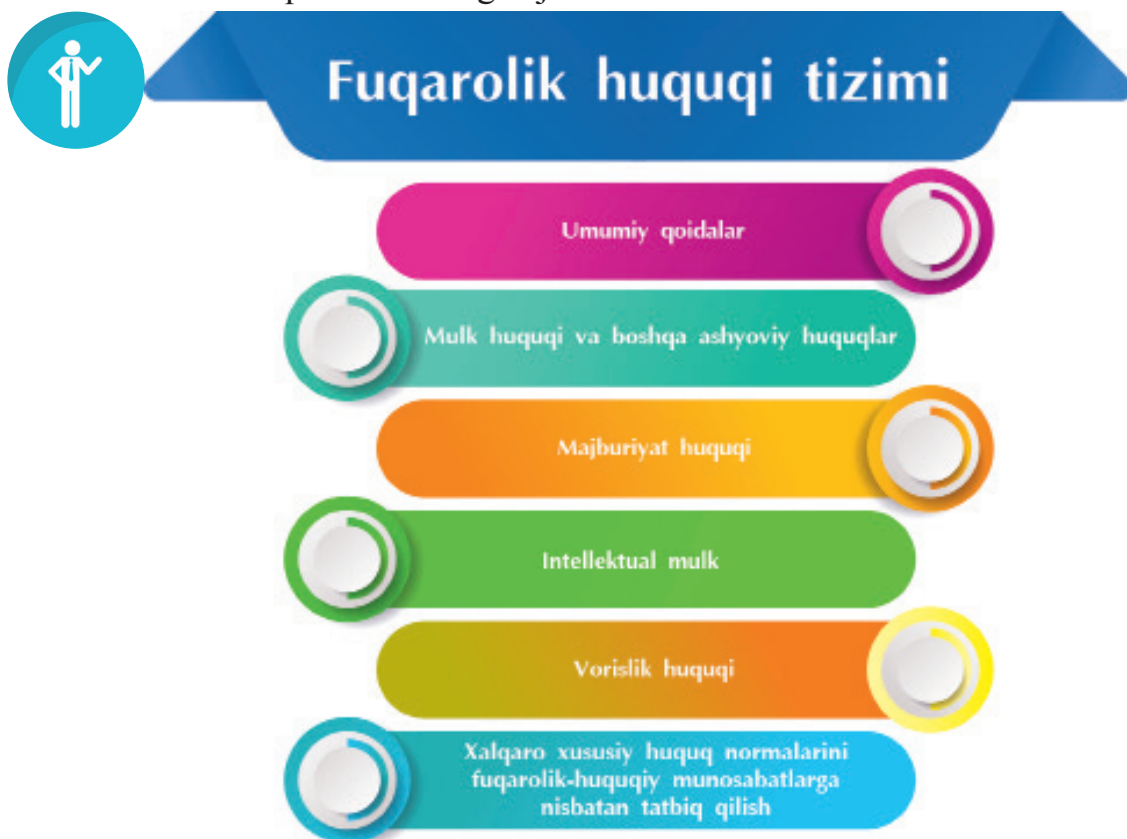 Fuqarolik huquqi tizimi
Umumiy qoidalar
Mulk huquqi va boshqa ashyoviy huquqlar
Majburiyat huquqi
Intellektual mulk
Vorislik huquqi
Xalqaro xususiy huquq normalarini
fuqarolik-huquqiy munosabatlarga
nisbatan tatbiq qilish